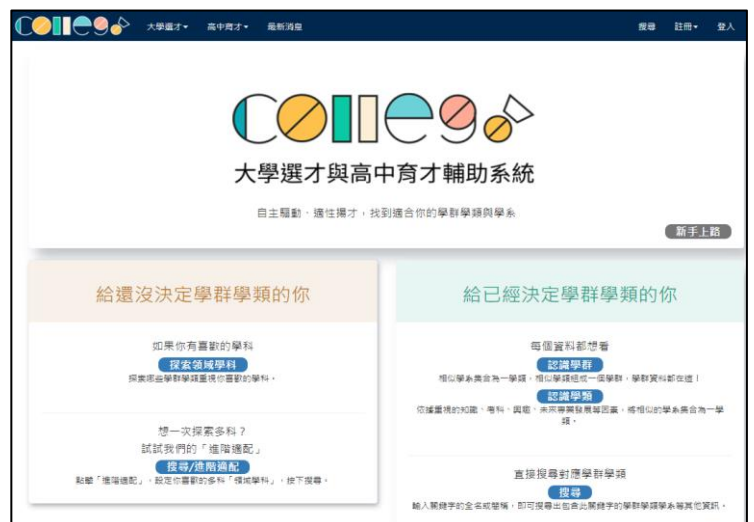 Collego 大學選才▾ 高中育才▾ 最新消息 搜尋 註冊▾ 登入
Collego
大學選才與高中育才輔助系統
自主驅動，適性揚才，找到適合你的學群學類與學系
新手上路
給還沒決定學群學類的你
如果你有喜歡的學科
探索領域學科
探索哪些學群學類重視你喜歡的學科。
想一次探索多科？
試試我們的「進階適配」
搜尋/進階適配
點擊「進階適配」，設定你喜歡的多科「領域學科」，按下搜尋。
給已經決定學群學類的你
每個資料都想看
認識學群
相似學系集合為一學類，相似學類組成一個學群，學群資料都在這！
認識學類
依據重視的知能、考科、興趣、未來專業發展等因素，將相似的學系集合為一學
類。
直接搜尋對應學群學類
搜尋
輸入關鍵字的全名或簡稱，即可搜尋出包含此關鍵字的學群學類學系等其他資訊。